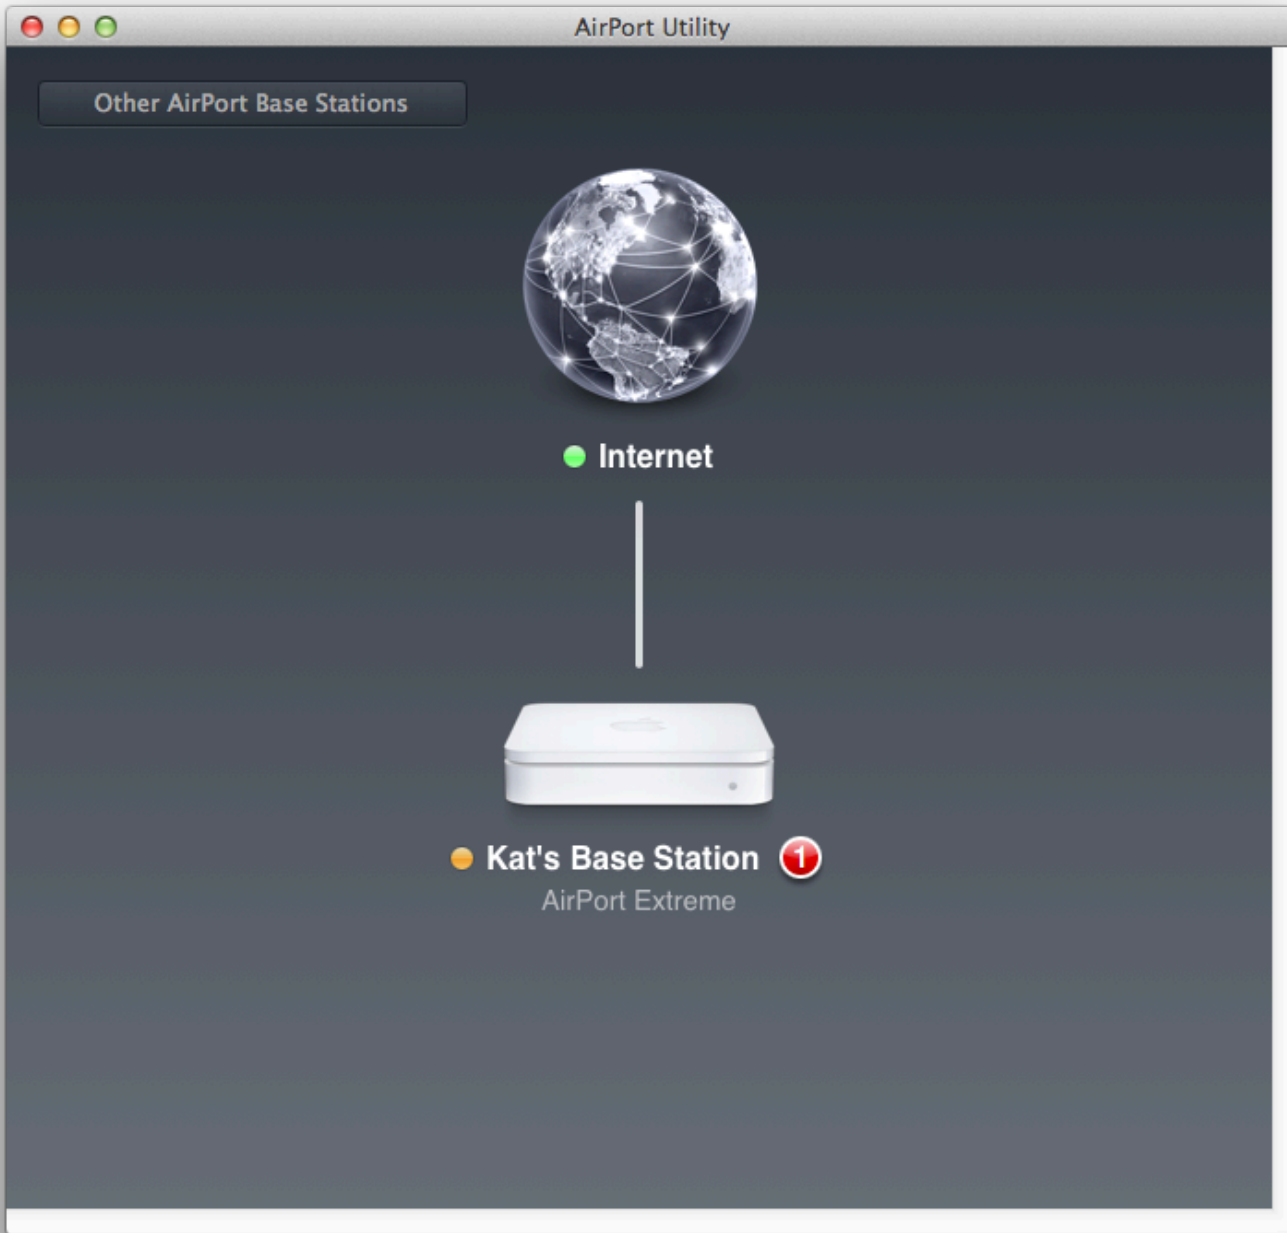 AirPort Utility
Other AirPort Base Stations
Internet
Kat's Base Station 1
AirPort Extreme